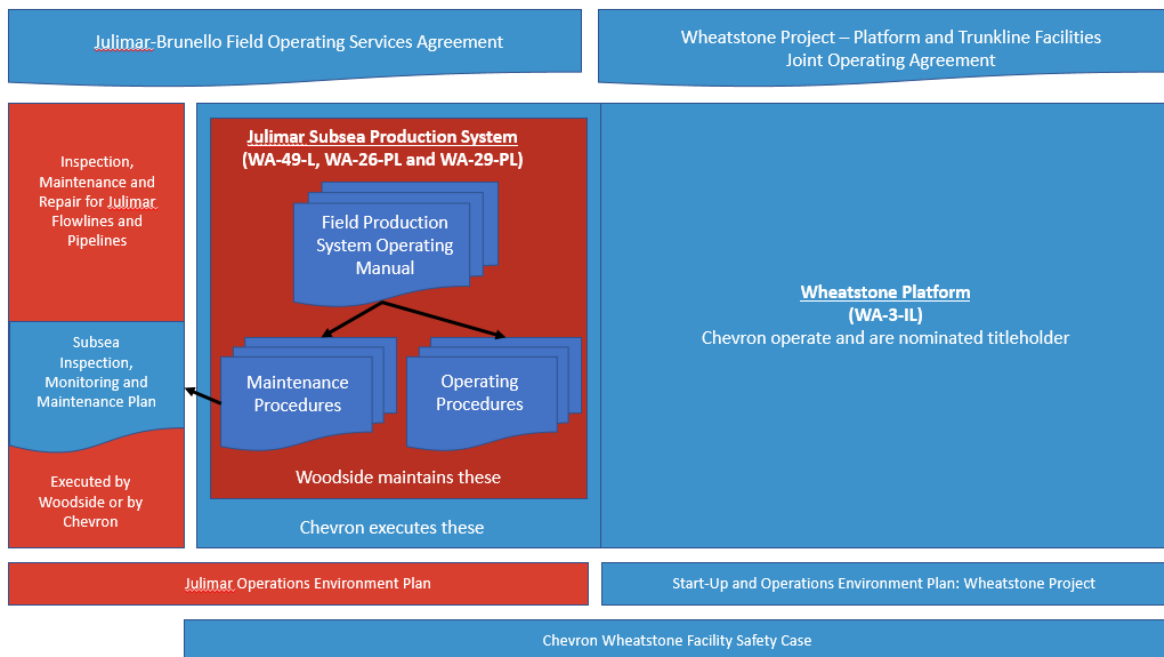 Julimar-Brunello Field Operating Services Agreement
Wheatstone Project – Platform and Trunkline Facilities
Joint Operating Agreement
Inspection,
Maintenance and
Repair for Julimar
Flowlines and
Pipelines
Subsea
Inspection,
Monitoring and
Maintenance Plan
Executed by
Woodside or by
Chevron
Julimar Subsea Production System
(WA-49-L, WA-26-PL and WA-29-PL)
Field Production
System Operating
Manual
Maintenance
Procedures
Operating
Procedures
Woodside maintains these
Chevron executes these
Wheatstone Platform
(WA-3-IL)
Chevron operate and are nominated titleholder
Julimar Operations Environment Plan
Start-Up and Operations Environment Plan: Wheatstone Project
Chevron Wheatstone Facility Safety Case